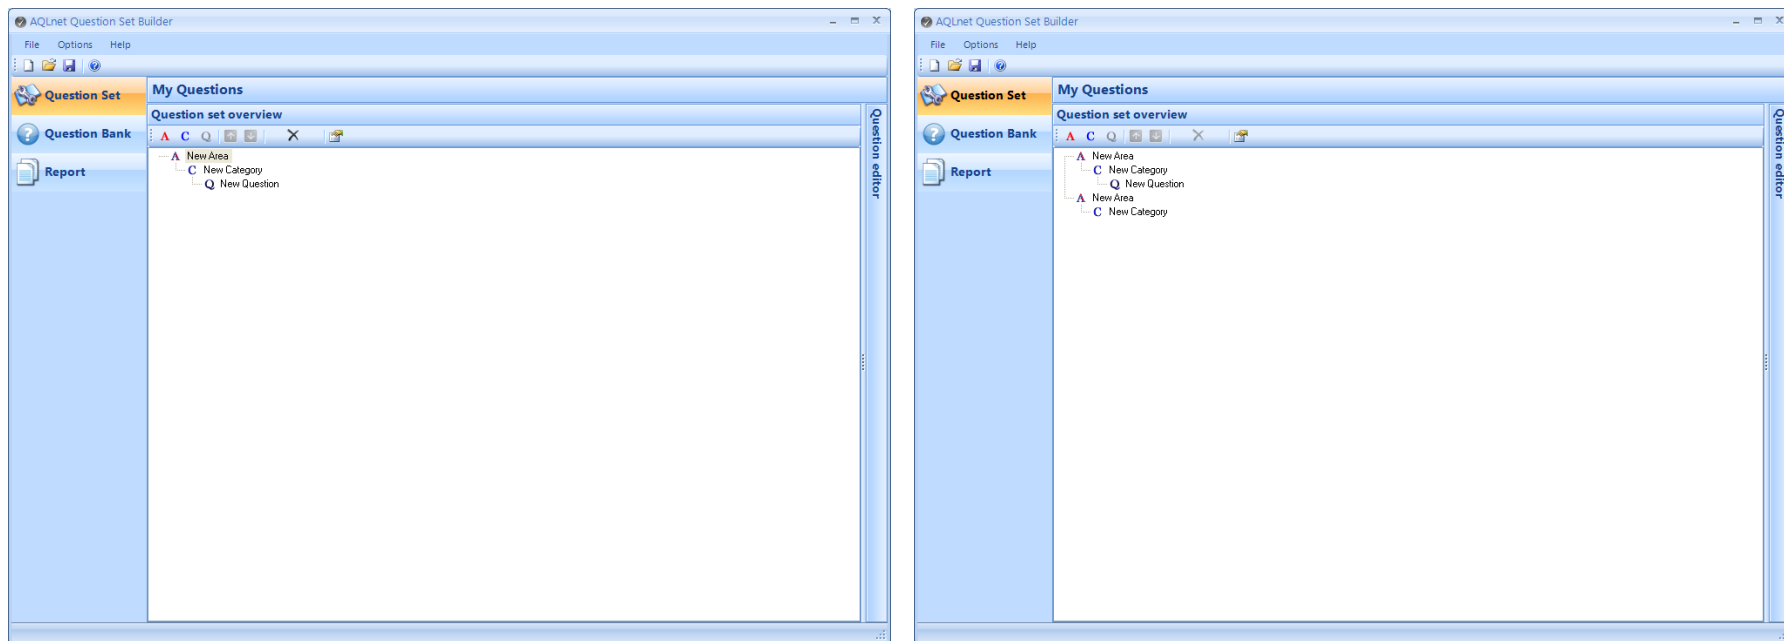 AQLnet Question Set Builder
File Options Help
Question Set
Question Bank
Report
My Questions
Question set overview
A C Q
A New Area
C New Category
Q New Question
Question editor
AQLnet Question Set Builder
File Options Help
Question Set
Question Bank
Report
My Questions
Question set overview
A C Q
A New Area
C New Category
Q New Question
A New Area
C New Category
Question editor